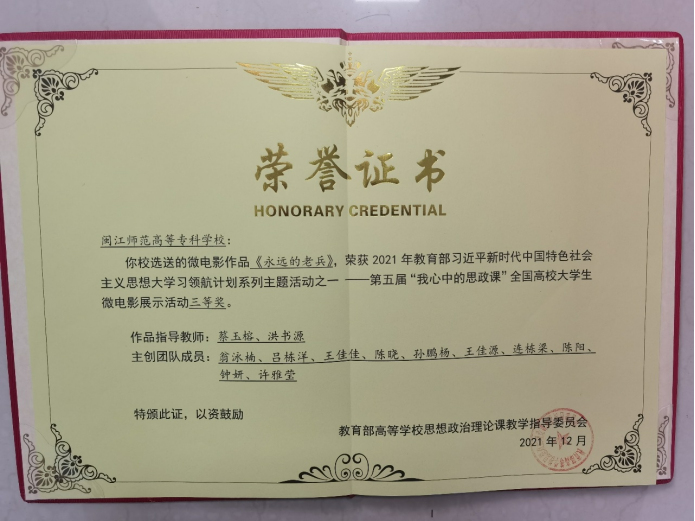 荣誉证书
HONORARY CREDENTIAL
闽江师范高等专科学校：
你校选送的微电影作品《永远的老兵》，荣获2021年教育部习近平新时代中国特色社会
主义思想大学习领航计划系列主题活动之一 ——第五届“我心中的思政课”全国高校大学生
微电影展示活动三等奖。
作品指导教师：蔡玉榕、洪书源
主创团队成员：翁泳楠、吕栋洋、王佳佳、陈晓、孙鹏杨、王佳源、连栋梁、陈阳、
钟妍、许雅莹
特颁此证，以资鼓励
教育部高等学校思想政治理论课教学指导委员会
2021年12月